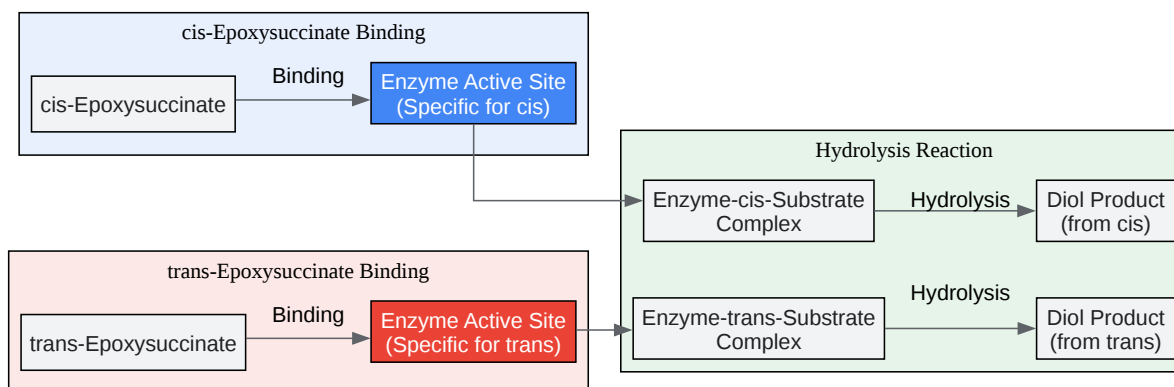 cis-Epoxysuccinate Binding
cis-Epoxysuccinate
Binding
Enzyme Active Site
(Specific for cis)
trans-Epoxysuccinate Binding
trans-Epoxysuccinate
Binding
Enzyme Active Site
(Specific for trans)
Hydrolysis Reaction
Enzyme-cis-Substrate
Complex
Hydrolysis
Diol Product
(from cis)
Enzyme-trans-Substrate
Complex
Hydrolysis
Diol Product
(from trans)